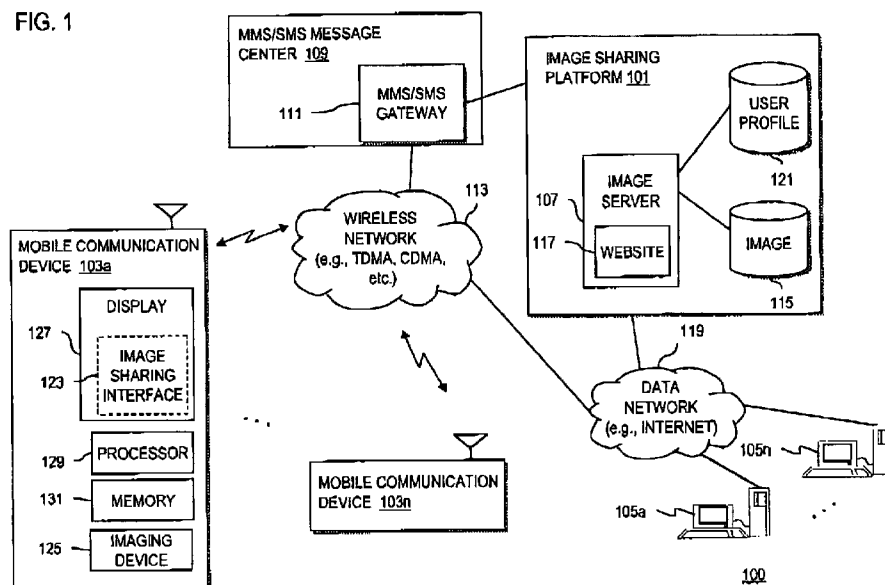 FIG. 1
MMS/SMS MESSAGE
CENTER 109
MMS/SMS
GATEWAY
111
IMAGE SHARING
PLATFORM 101
USER
PROFILE
121
IMAGE
SERVER
107
117
WEBSITE
IMAGE
115
WIRELESS
NETWORK
(e.g., TDMA, CDMA,
etc.)
113
MOBILE COMMUNICATION
DEVICE 103a
DISPLAY
127
IMAGE
SHARING
INTERFACE
123
PROCESSOR
129
MEMORY
131
IMAGING
DEVICE
125
...
MOBILE COMMUNICATION
DEVICE 103n
119
DATA
NETWORK
(e.g., INTERNET)
105n
105a
...
100